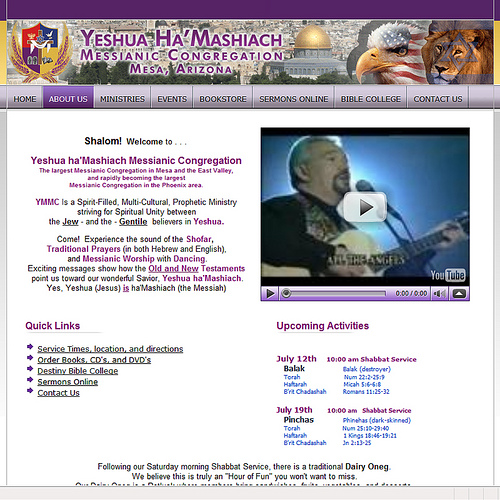 YESHUA HA'MASHIACH
MESSIANIC CONGREGATION
MESA, ARIZONA
HOME ABOUT US MINISTRIES EVENTS BOOKSTORE SERMONS ONLINE BIBLE COLLEGE CONTACT US
Shalom! Welcome to . . .
Yeshua ha'Mashiach Messianic Congregation
The largest Messianic Congregation in Mesa and the East Valley,
and rapidly becoming the largest
Messianic Congregation in the Phoenix area.
YMMC Is a Spirit-Filled, Multi-Cultural, Prophetic Ministry
striving for Spiritual Unity between
the Jew - and the - Gentile believers in Yeshua.
Come! Experience the sound of the Shofar,
Traditional Prayers (in both Hebrew and English),
and Messianic Worship with Dancing.
Exciting messages show how the Old and New Testaments
point us toward our wonderful Savior, Yeshua ha'Mashiach.
Yes, Yeshua (Jesus) is ha'Mashiach (the Messiah)
ALL THE ANGELS
YouTube
0:00 / 0:00
Quick Links
Service Times, location, and directions
Order Books, CD's, and DVD's
Destiny Bible College
Sermons Online
Contact Us
Upcoming Activities
July 12th 10:00 am Shabbat Service
Balak Balak (destroyer)
Torah Num 22:2-25:9
Haftarah Micah 5:6-6:8
B'rit Chadashah Romans 11:25-32
July 19th 10:00 am Shabbat Service
Pinchas Phinehas (dark-skinned)
Torah Num 25:10-29:40
Haftarah 1 Kings 18:46-19:21
B'rit Chadashah Jn 2:13-25
Following our Saturday morning Shabbat Service, there is a traditional Dairy Oneg.
We believe this is truly an "Hour of Fun" you won't want to miss.